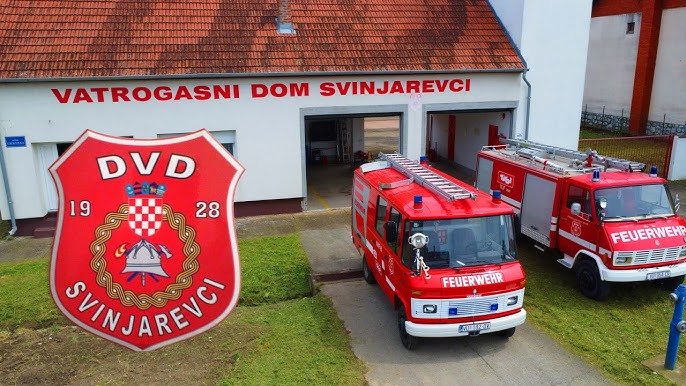 VATROGASNI DOM SVINJAREVCI
DVD
19 28
SVINJAREVCI
FEUERWEHR
FEUERWEHR